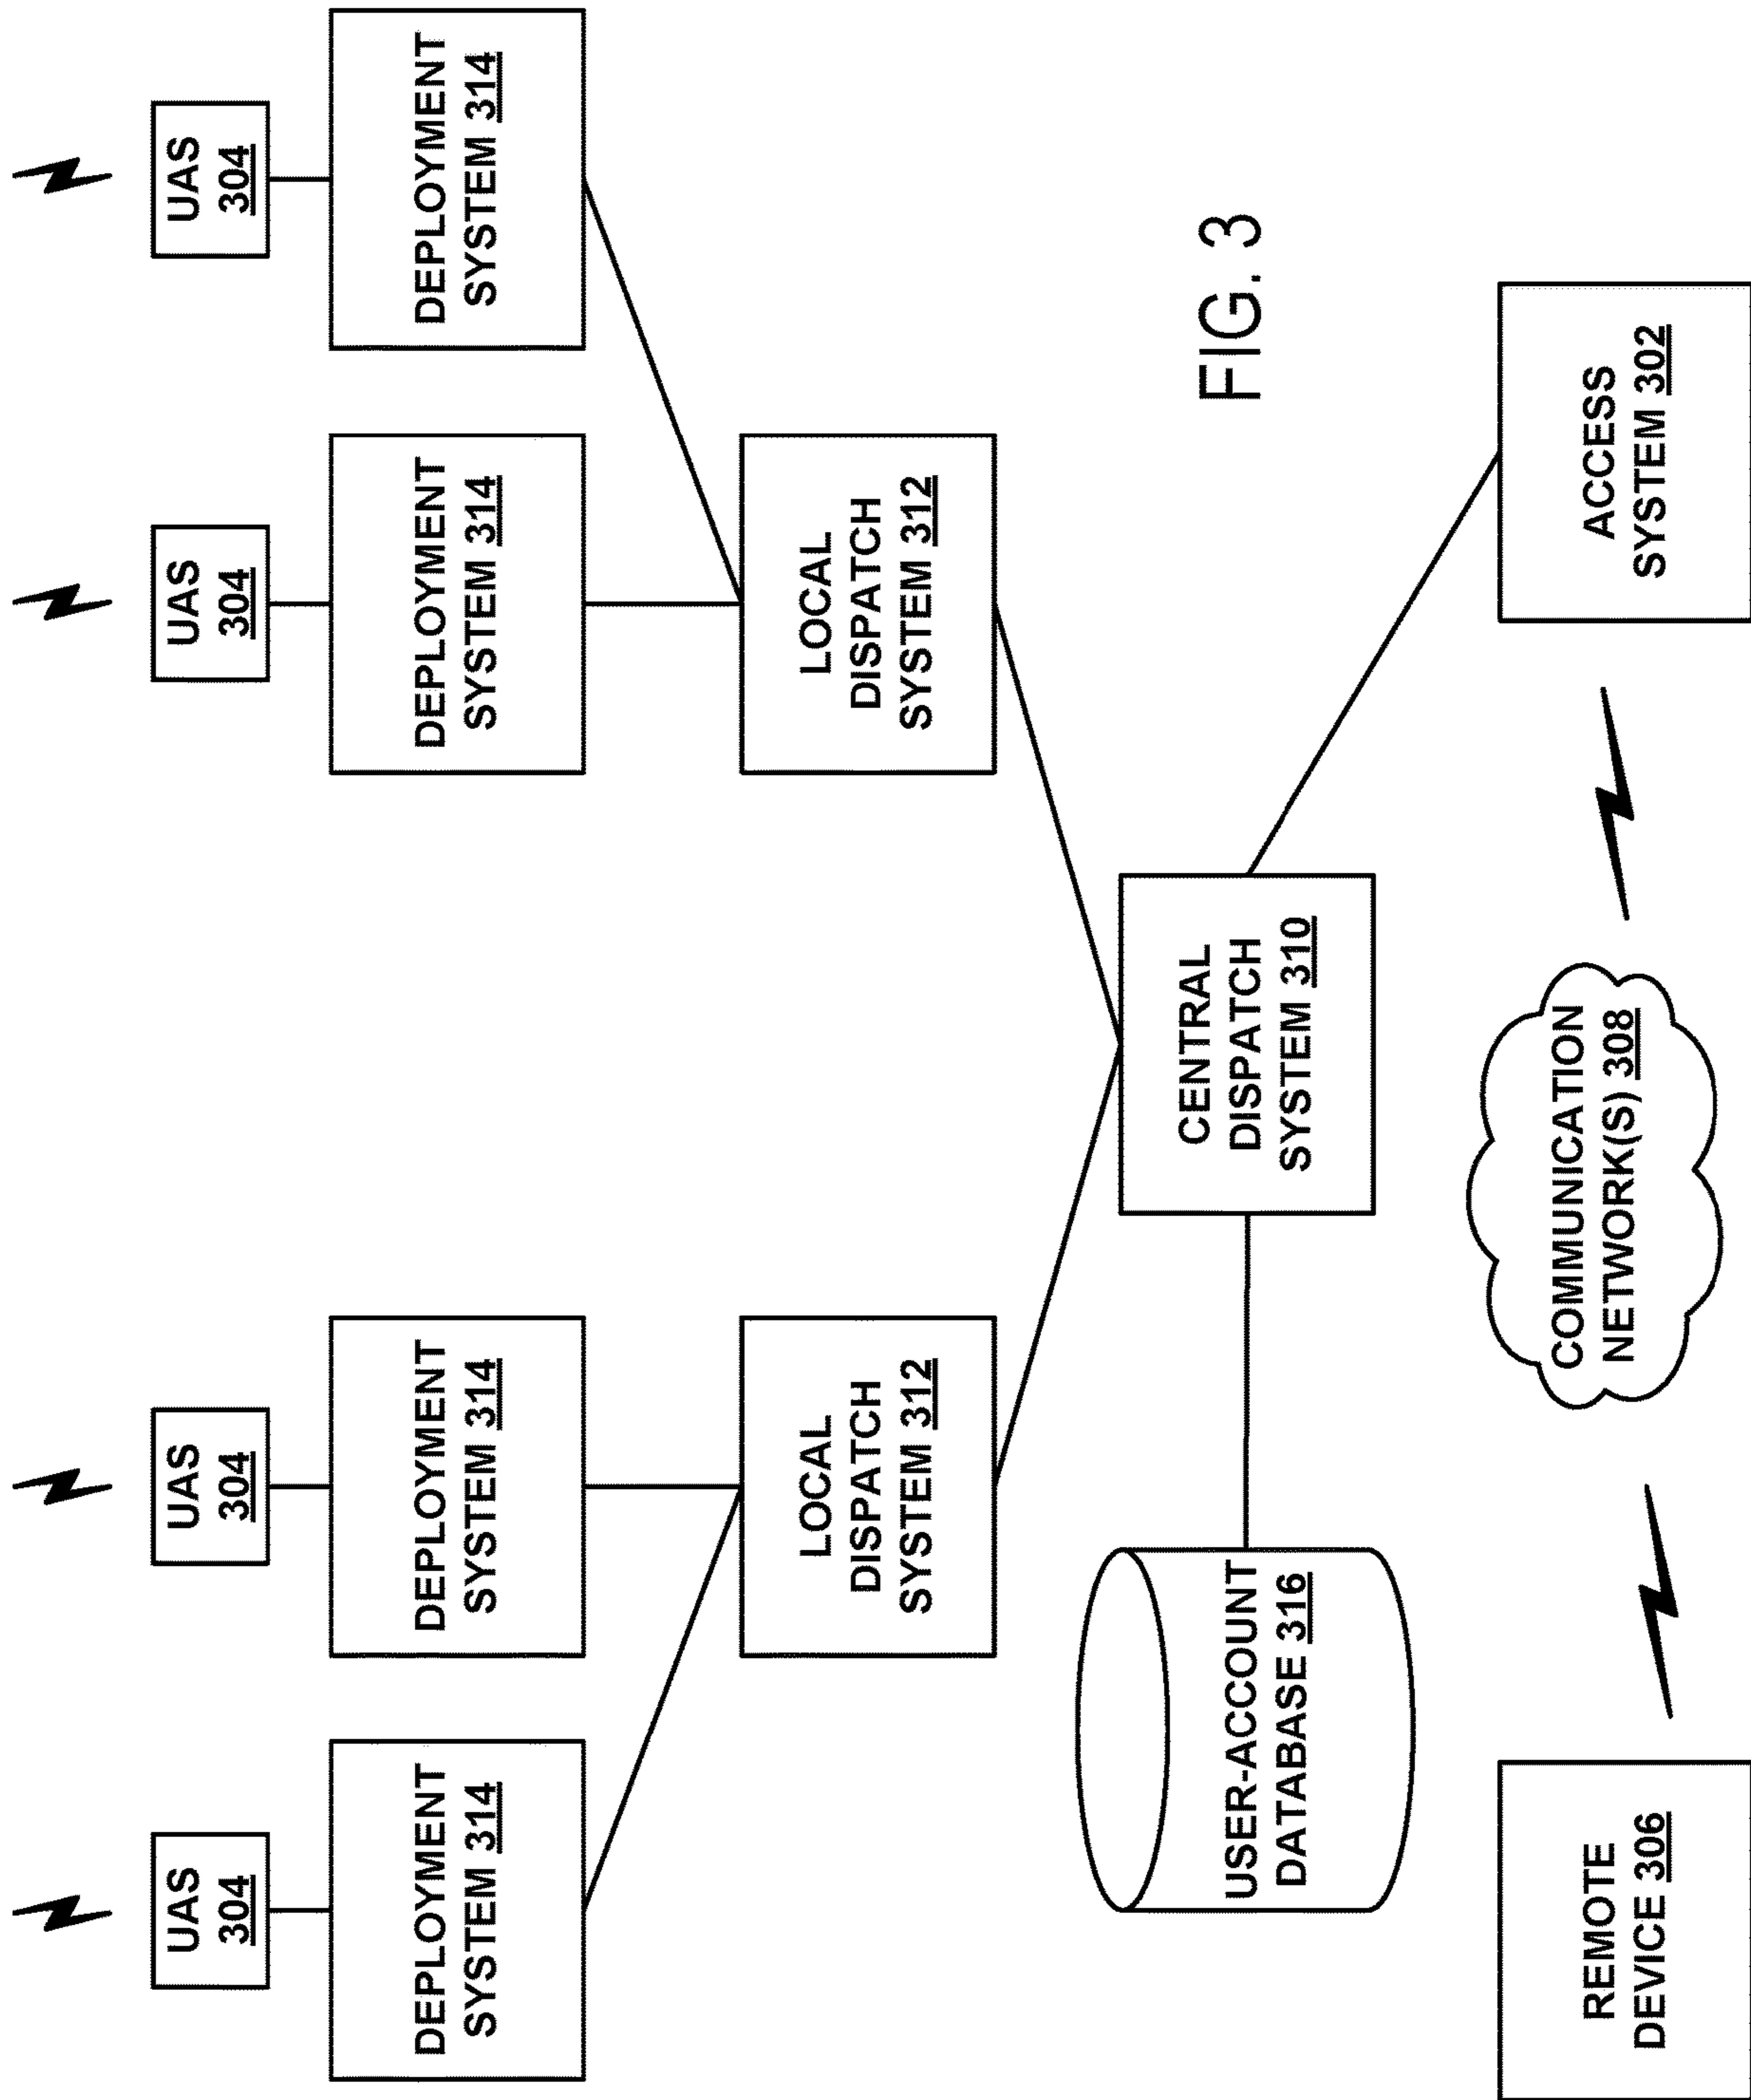 UAS
304
UAS
304
UAS
304
UAS
304
DEPLOYMENT
SYSTEM 314
DEPLOYMENT
SYSTEM 314
DEPLOYMENT
SYSTEM 314
DEPLOYMENT
SYSTEM 314
LOCAL
DISPATCH
SYSTEM 312
LOCAL
DISPATCH
SYSTEM 312
USER-ACCOUNT
DATABASE 316
CENTRAL
DISPATCH
SYSTEM 310
FIG. 3
REMOTE
DEVICE 306
COMMUNICATION
NETWORK(S) 308
ACCESS
SYSTEM 302